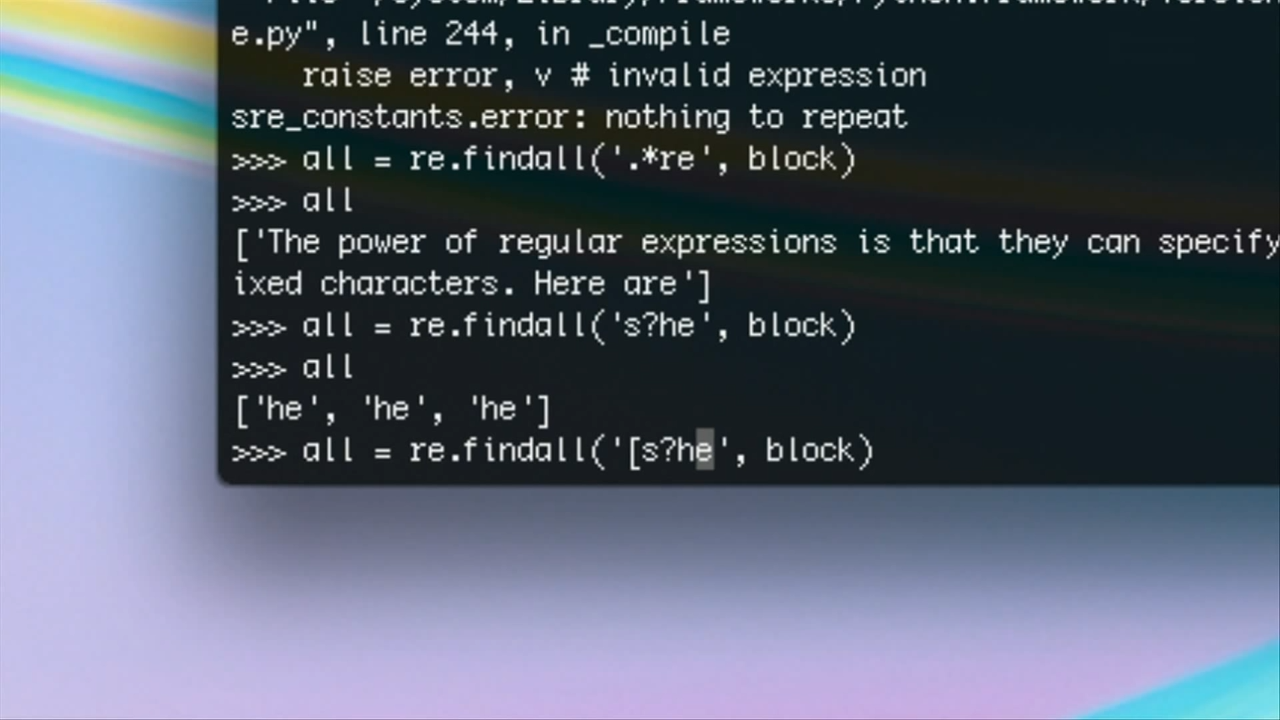 e.py", line 244, in _compile
raise error, v # invalid expression
sre_constants.error: nothing to repeat
>>> all = re.findall('.*re', block)
>>> all
['The power of regular expressions is that they can specify
ixed characters. Here are']
>>> all = re.findall('s?he', block)
>>> all
['he', 'he', 'he']
>>> all = re.findall('[s?he', block)